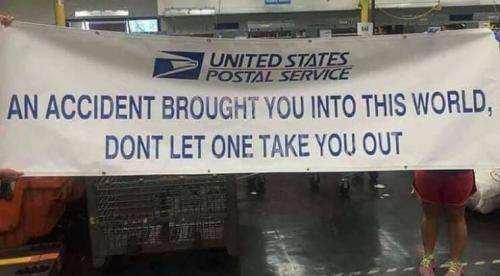 UNITED STATES
POSTAL SERVICE
AN ACCIDENT BROUGHT YOU INTO THIS WORLD,
DONT LET ONE TAKE YOU OUT